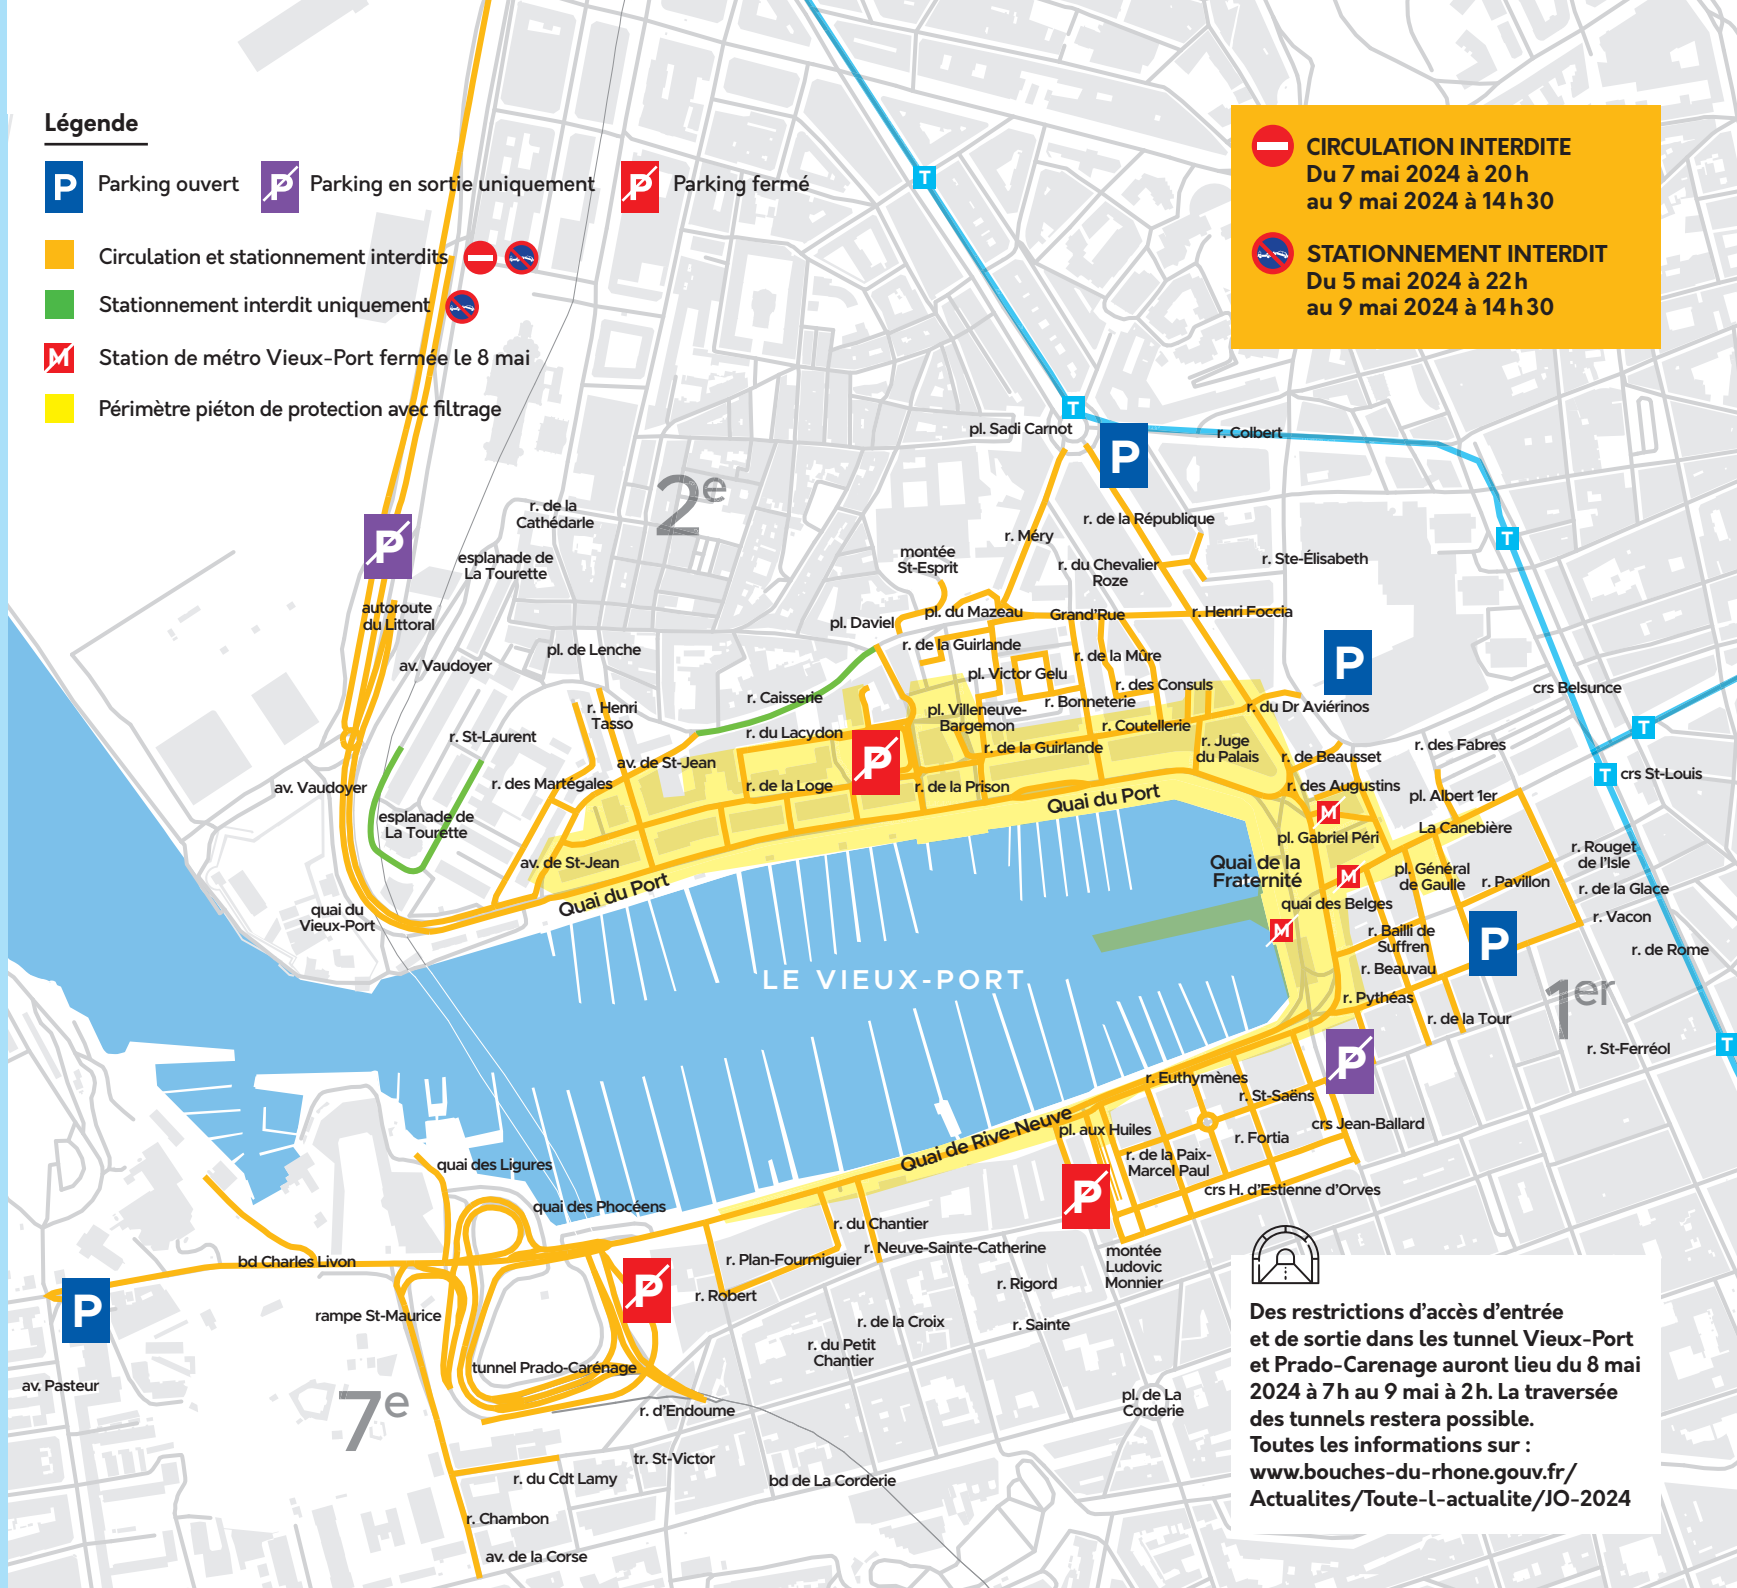 Légende
P Parking ouvert
P Parking en sortie uniquement
P Parking fermé
Circulation et stationnement interdits
Stationnement interdit uniquement
M Station de métro Vieux-Port fermée le 8 mai
Périmètre piéton de protection avec filtrage
CIRCULATION INTERDITE
Du 7 mai 2024 à 20 h
au 9 mai 2024 à 14 h 30
STATIONNEMENT INTERDIT
Du 5 mai 2024 à 22 h
au 9 mai 2024 à 14 h 30
T
T
pl. Sadi Carnot
P
r. Colbert
2e
r. de la
Cathédarle
r. de la République
r. Méry
T
P
esplanade de
La Tourette
montée
St-Esprit
r. du Chevalier
Roze
r. Ste-Élisabeth
autoroute
du Littoral
pl. Daviel
pl. du Mazeau
Grand'Rue
r. Henri Foccia
av. Vaudoyer
pl. de Lenche
r. de la Guirlande
r. de la Mûre
P
pl. Victor Gelu
r. des Consuls
crs Belsunce
r. Caisserie
r. Henri
Tasso
pl. Villeneuve-
Bargemon
r. Bonneterie
r. du Dr Aviérinos
r. St-Laurent
r. du Lacydon
r. Coutellerie
T
r. de la Guirlande
r. Juge
du Palais
r. des Fabres
P
av. de St-Jean
r. de Beausset
T
crs St-Louis
av. Vaudoyer
r. des Martégales
r. de la Loge
r. de la Prison
r. des Augustins
pl. Albert 1er
Quai du Port
M
esplanade de
La Tourette
La Canebière
pl. Gabriel Péri
r. Rouget
de l'Isle
av. de St-Jean
Quai de la
Fraternité
M
pl. Général
de Gaulle
r. Pavillon
r. de la Glace
Quai du Port
quai du
Vieux-Port
quai des Belges
r. Vacon
M
r. Bailli de
Suffren
P
r. de Rome
LE VIEUX-PORT
r. Beauvau
1er
r. Pythéas
r. de la Tour
T
r. St-Ferréol
P
r. Euthymènes
r. St-Saëns
Quai de Rive-Neuve
pl. aux Huiles
crs Jean-Ballard
r. Fortia
r. de la Paix-
Marcel Paul
quai des Ligures
P
crs H. d'Estienne d'Orves
quai des Phocéens
r. du Chantier
bd Charles Livon
r. Plan-Fourmiguier
r. Neuve-Sainte-Catherine
montée
Ludovic
Monnier
P
r. Robert
r. Rigord
P
rampe St-Maurice
r. de la Croix
r. Sainte
r. du Petit
Chantier
tunnel Prado-Carénage
av. Pasteur
7e
r. d'Endoume
pl. de La
Corderie
tr. St-Victor
r. du Cdt Lamy
bd de La Corderie
r. Chambon
av. de la Corse
Des restrictions d'accès d'entrée
et de sortie dans les tunnel Vieux-Port
et Prado-Carenage auront lieu du 8 mai
2024 à 7 h au 9 mai à 2 h. La traversée
des tunnels restera possible.
Toutes les informations sur :
www.bouches-du-rhone.gouv.fr/
Actualites/Toute-l-actualite/JO-2024